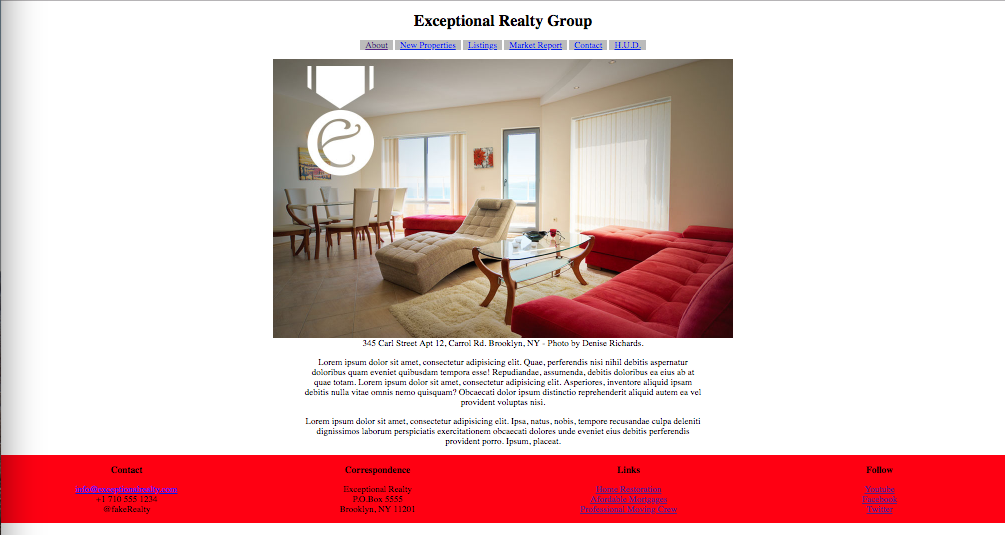 Exceptional Realty Group
About New Properties Listings Market Report Contact H.U.D.
e
345 Carl Street Apt 12, Carrol Rd. Brooklyn, NY - Photo by Denise Richards.
Lorem ipsum dolor sit amet, consectetur adipisicing elit. Quae, perferendis nisi nihil debitis aspernatur
doloribus quam eveniet quibusdam tempora esse! Repudiandae, assumenda, debitis doloribus ea eius ab at
quae totam. Lorem ipsum dolor sit amet, consectetur adipisicing elit. Asperiores, inventore aliquid ipsam
debitis nulla vitae omnis nemo quisquam? Obcaecati dolor ipsum distinctio reprehenderit aliquid autem ea vel
provident voluptas nisi.
Lorem ipsum dolor sit amet, consectetur adipisicing elit. Ipsa, natus, nobis, tempore recusandae culpa deleniti
dignissimos laborum perspiciatis exercitationem obcaecati dolores unde eveniet eius debitis perferendis
provident porro. Ipsum, placeat.
Contact Correspondence Links Follow
info@exceptionalrealty.com Exceptional Realty Home Restoration Youtube
+1 710 555 1234 P.O.Box 5555 Affordable Mortgages Facebook
@fakeRealty Brooklyn, NY 11201 Professional Moving Crew Twitter